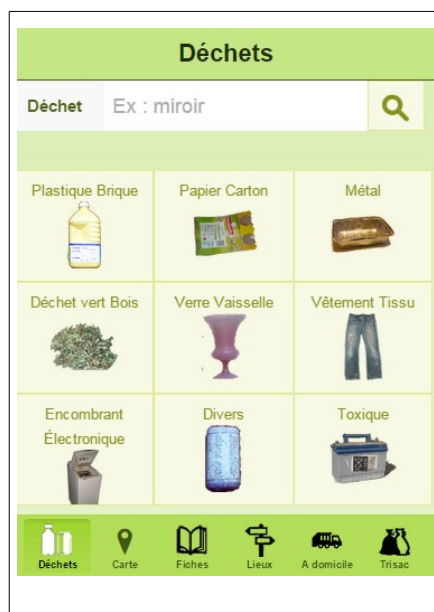 Déchets
Déchet Ex : miroir
Plastique Brique
Papier Carton
Métal
Déchet vert Bois
Verre Vaisselle
Vêtement Tissu
Encombrant
Électronique
Divers
Toxique
Déchets
Carte
Fiches
Lieux
A domicile
Trisac